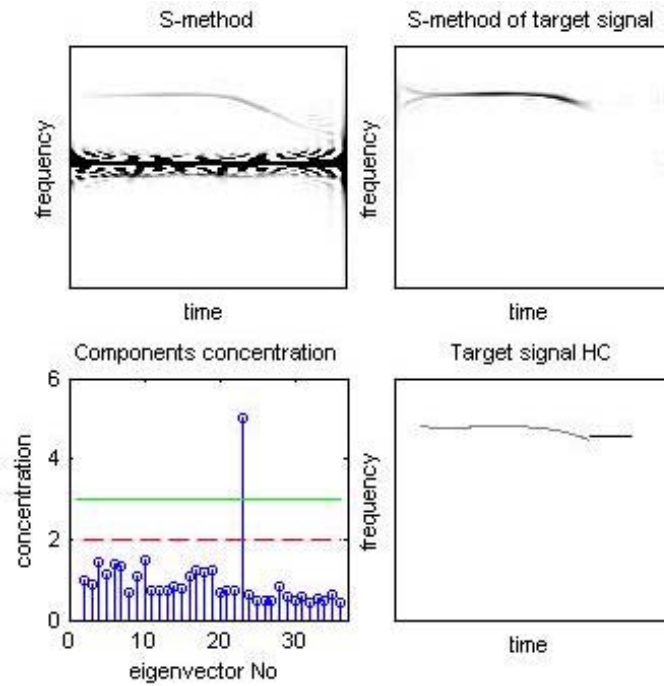 S-method
S-method of target signal
frequency
frequency
time
time
Components concentration
Target signal HC
6
4
2
0
concentration
frequency
0
10
20
30
eigenvector No
time